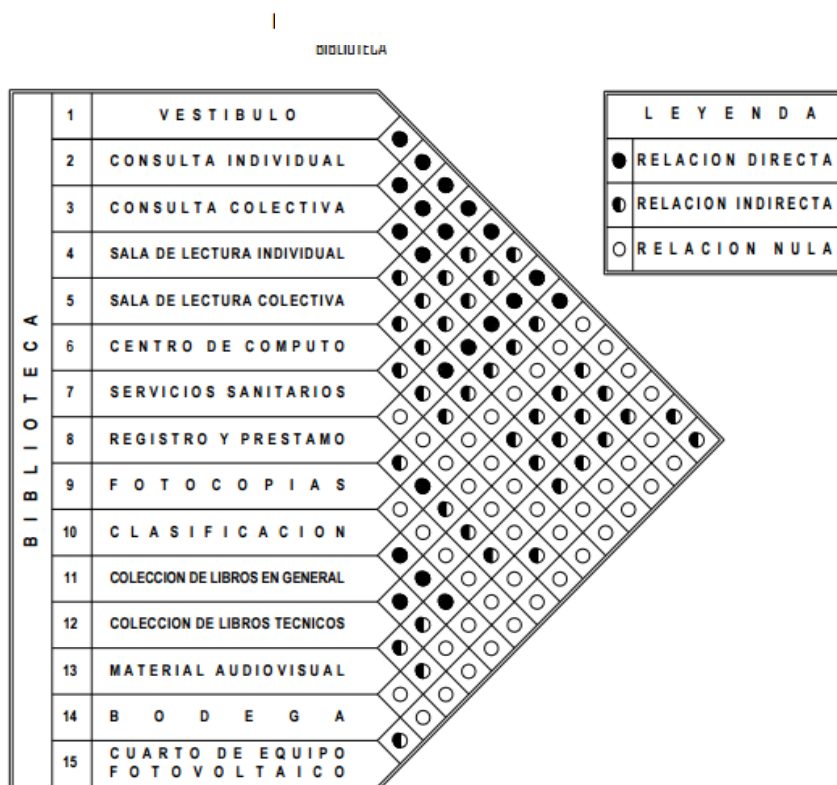 BIBLIOTECA
BIBLIOTECA
1 VESTIBULO
2 CONSULTA INDIVIDUAL
3 CONSULTA COLECTIVA
4 SALA DE LECTURA INDIVIDUAL
5 SALA DE LECTURA COLECTIVA
6 CENTRO DE COMPUTO
7 SERVICIOS SANITARIOS
8 REGISTRO Y PRESTAMO
9 FOTOCOPIAS
10 CLASIFICACION
11 COLECCION DE LIBROS EN GENERAL
12 COLECCION DE LIBROS TECNICOS
13 MATERIAL AUDIOVISUAL
14 BODEGA
15 CUARTO DE EQUIPO
FOTOVOLTAICO
LEYENDA
RELACION DIRECTA
RELACION INDIRECTA
RELACION NULA